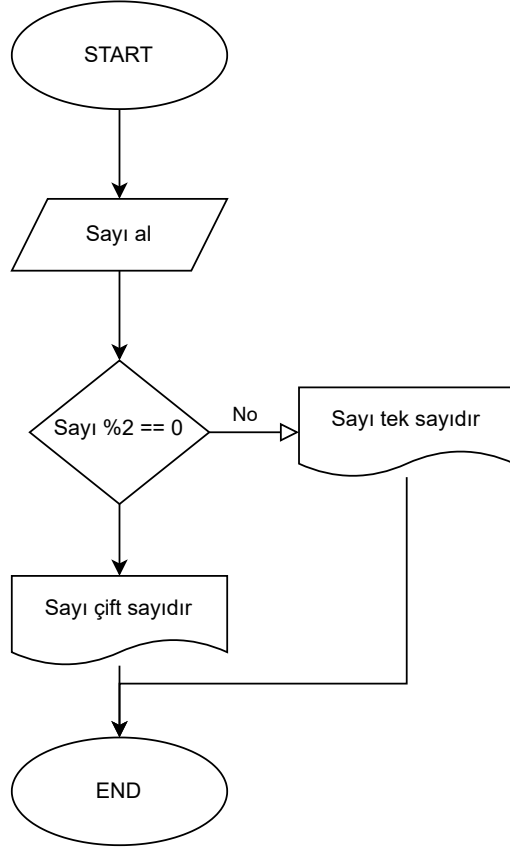 START
Sayı al
Sayı %2 == 0
No
Sayı tek sayıdır
Sayı çift sayıdır
END